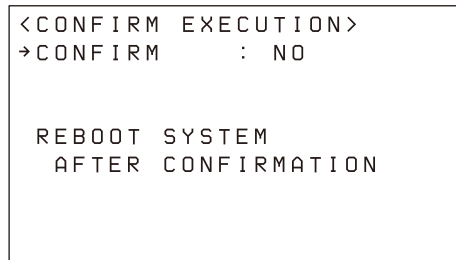 <CONFIRM EXECUTION>
→CONFIRM : NO
REBOOT SYSTEM
AFTER CONFIRMATION